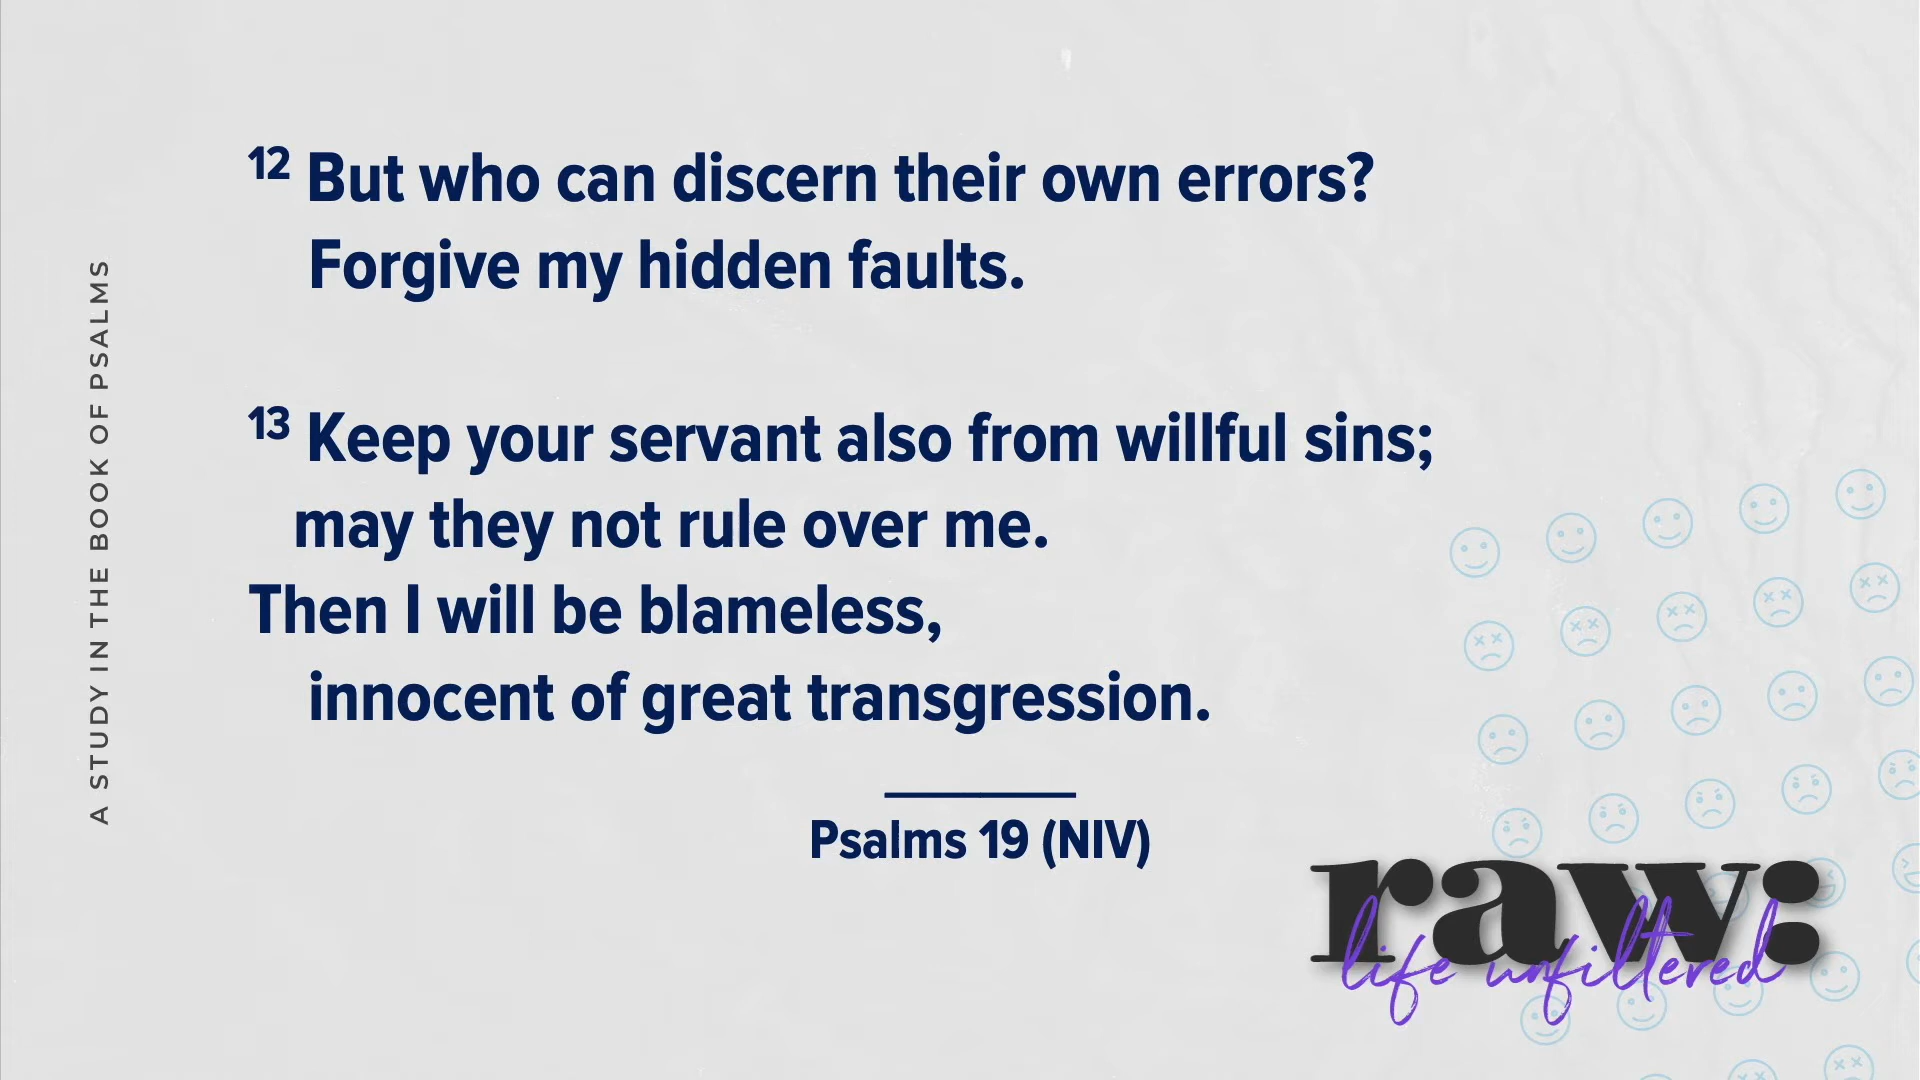 A STUDY IN THE BOOK OF PSALMS
12 But who can discern their own errors?
Forgive my hidden faults.
13 Keep your servant also from willful sins;
may they not rule over me.
Then I will be blameless,
innocent of great transgression.
Psalms 19 (NIV)
raw:
life unfiltered